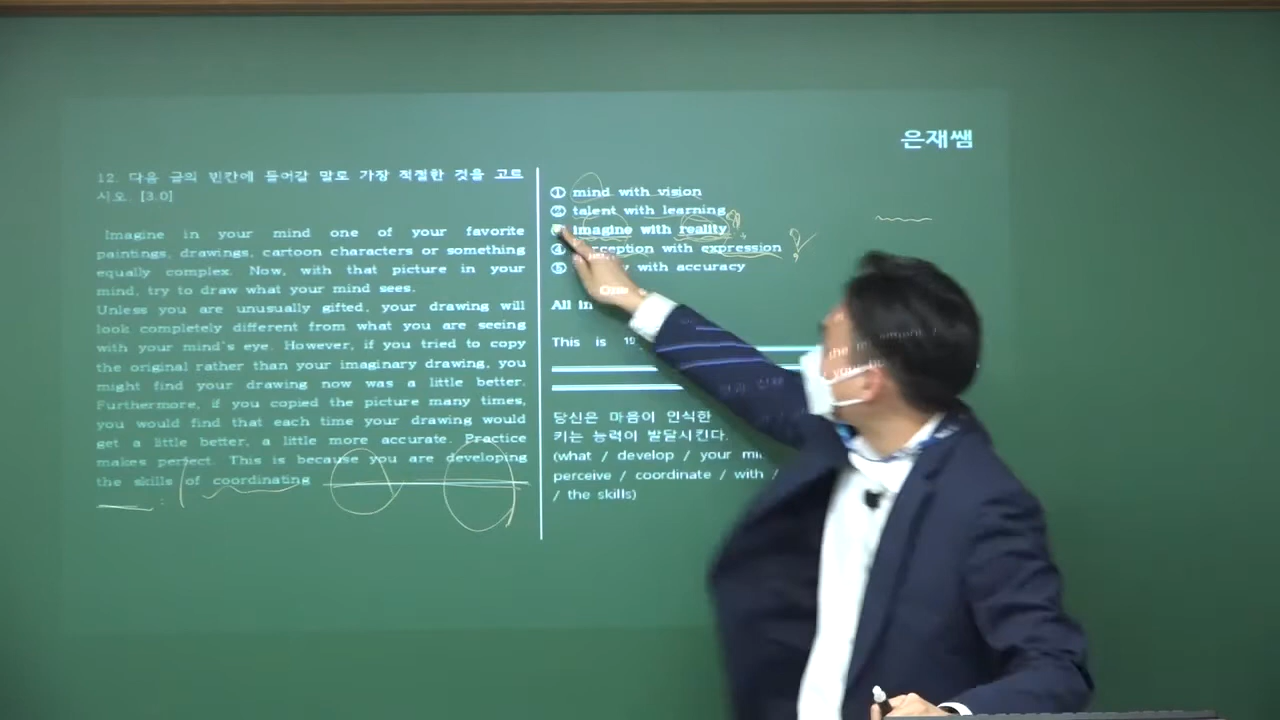 은재쌤
12. 다음 글의 빈칸에 들어갈 말로 가장 적절한 것을 고르
시오. [3.0]
Imagine in your mind one of your favorite
paintings, drawings, cartoon characters or something
equally complex. Now, with that picture in your
mind, try to draw what your mind sees.
Unless you are unusually gifted, your drawing will
look completely different from what you are seeing
with your mind's eye. However, if you tried to copy
the original rather than your imaginary drawing, you
might find your drawing now was a little better.
Furthermore, if you copied the picture many times,
you would find that each time your drawing would
get a little better, a little more accurate. Practice
makes perfect. This is because you are developing
the skills of coordinating
① mind with vision
② talent with learning
imagine with reality
④ perception with expression
⑤ with accuracy
One
All in
This is
당신은 마음이 인식한
키는 능력이 발달시킨다.
(what / develop / your
perceive / coordinate / with /
/ the skills)